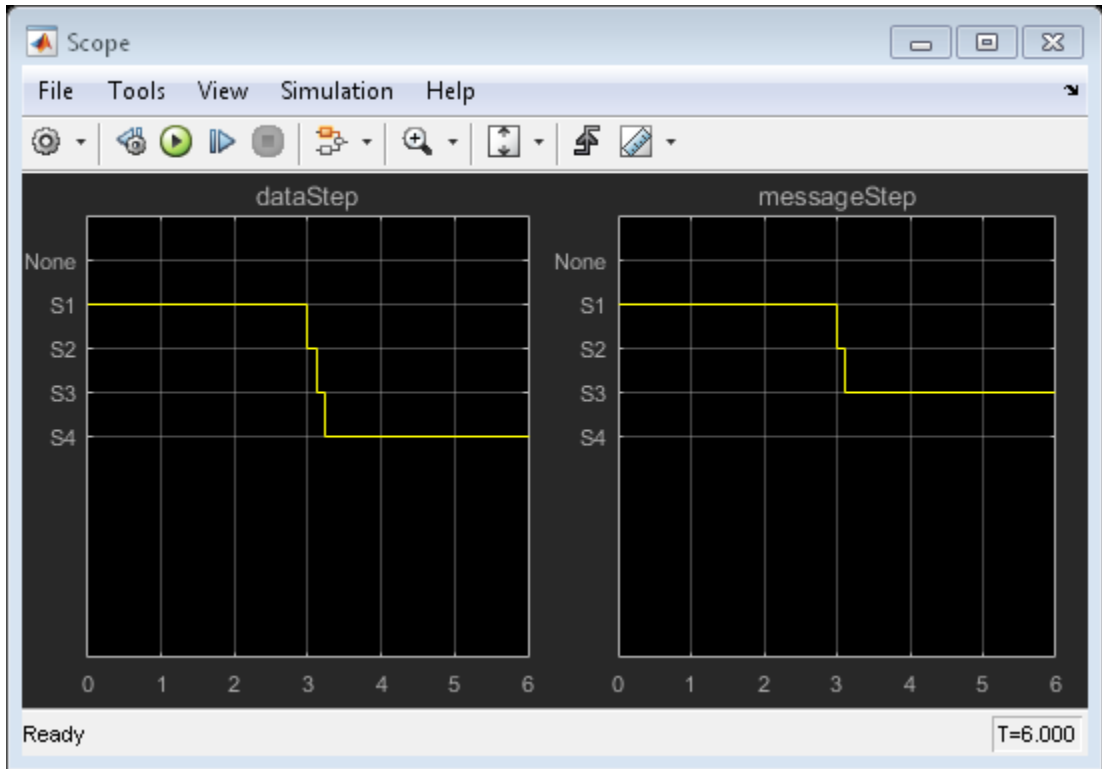 Scope
File Tools View Simulation Help
dataStep
None
S1
S2
S3
S4
0 1 2 3 4 5 6
messageStep
None
S1
S2
S3
S4
0 1 2 3 4 5 6
Ready
T=6.000